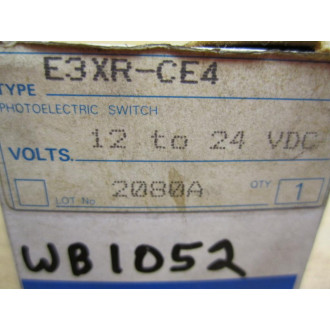 TYPE E3XR-CE4
PHOTOELECTRIC SWITCH
VOLTS. 12 to 24 VDC
LOT No 2080A QTY 1
WB1052